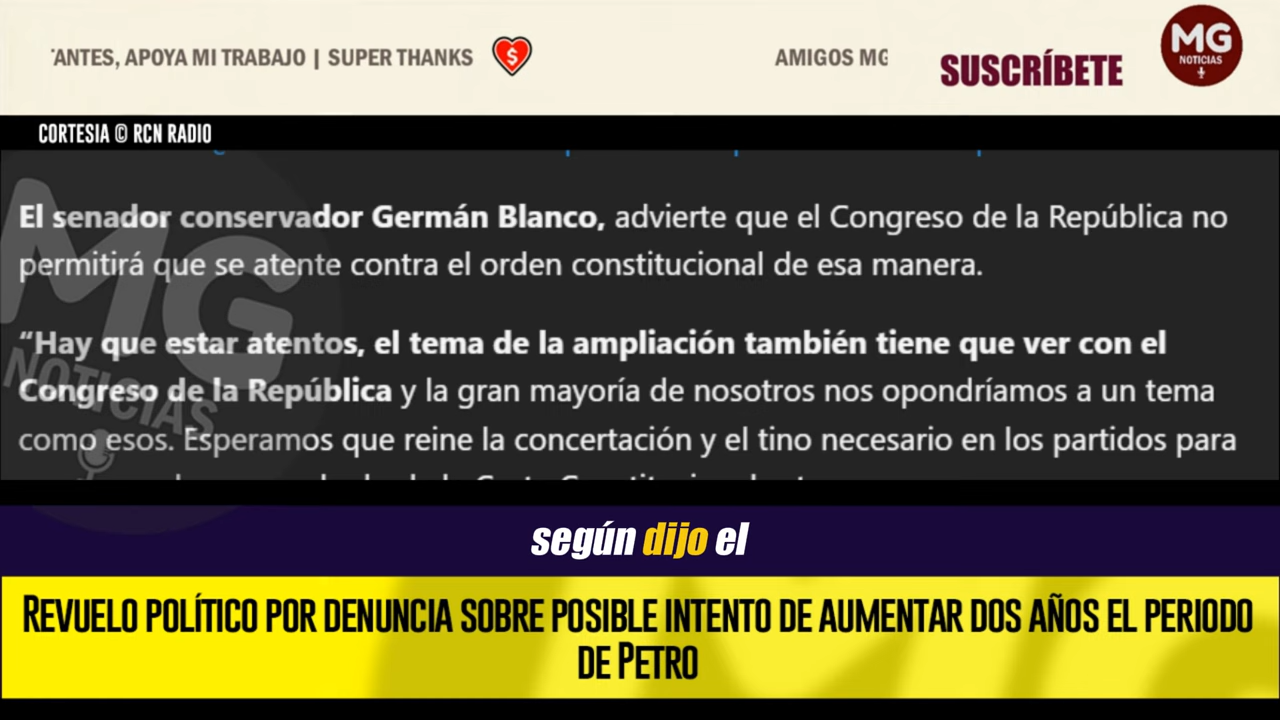 TANTES, APOYA MI TRABAJO | SUPER THANKS
AMIGOS MG
SUSCRÍBETE
MG
NOTICIAS
CORTESIA © RCN RADIO
El senador conservador Germán Blanco, advierte que el Congreso de la República no
permitirá que se atente contra el orden constitucional de esa manera.
“Hay que estar atentos, el tema de la ampliación también tiene que ver con el
Congreso de la República y la gran mayoría de nosotros nos opondríamos a un tema
como esos. Esperamos que reine la concertación y el tino necesario en los partidos para
MG
NOTICIAS
según dijo el
REVUELO POLÍTICO POR DENUNCIA SOBRE POSIBLE INTENTO DE AUMENTAR DOS AÑOS EL PERIODO
DE PETRO